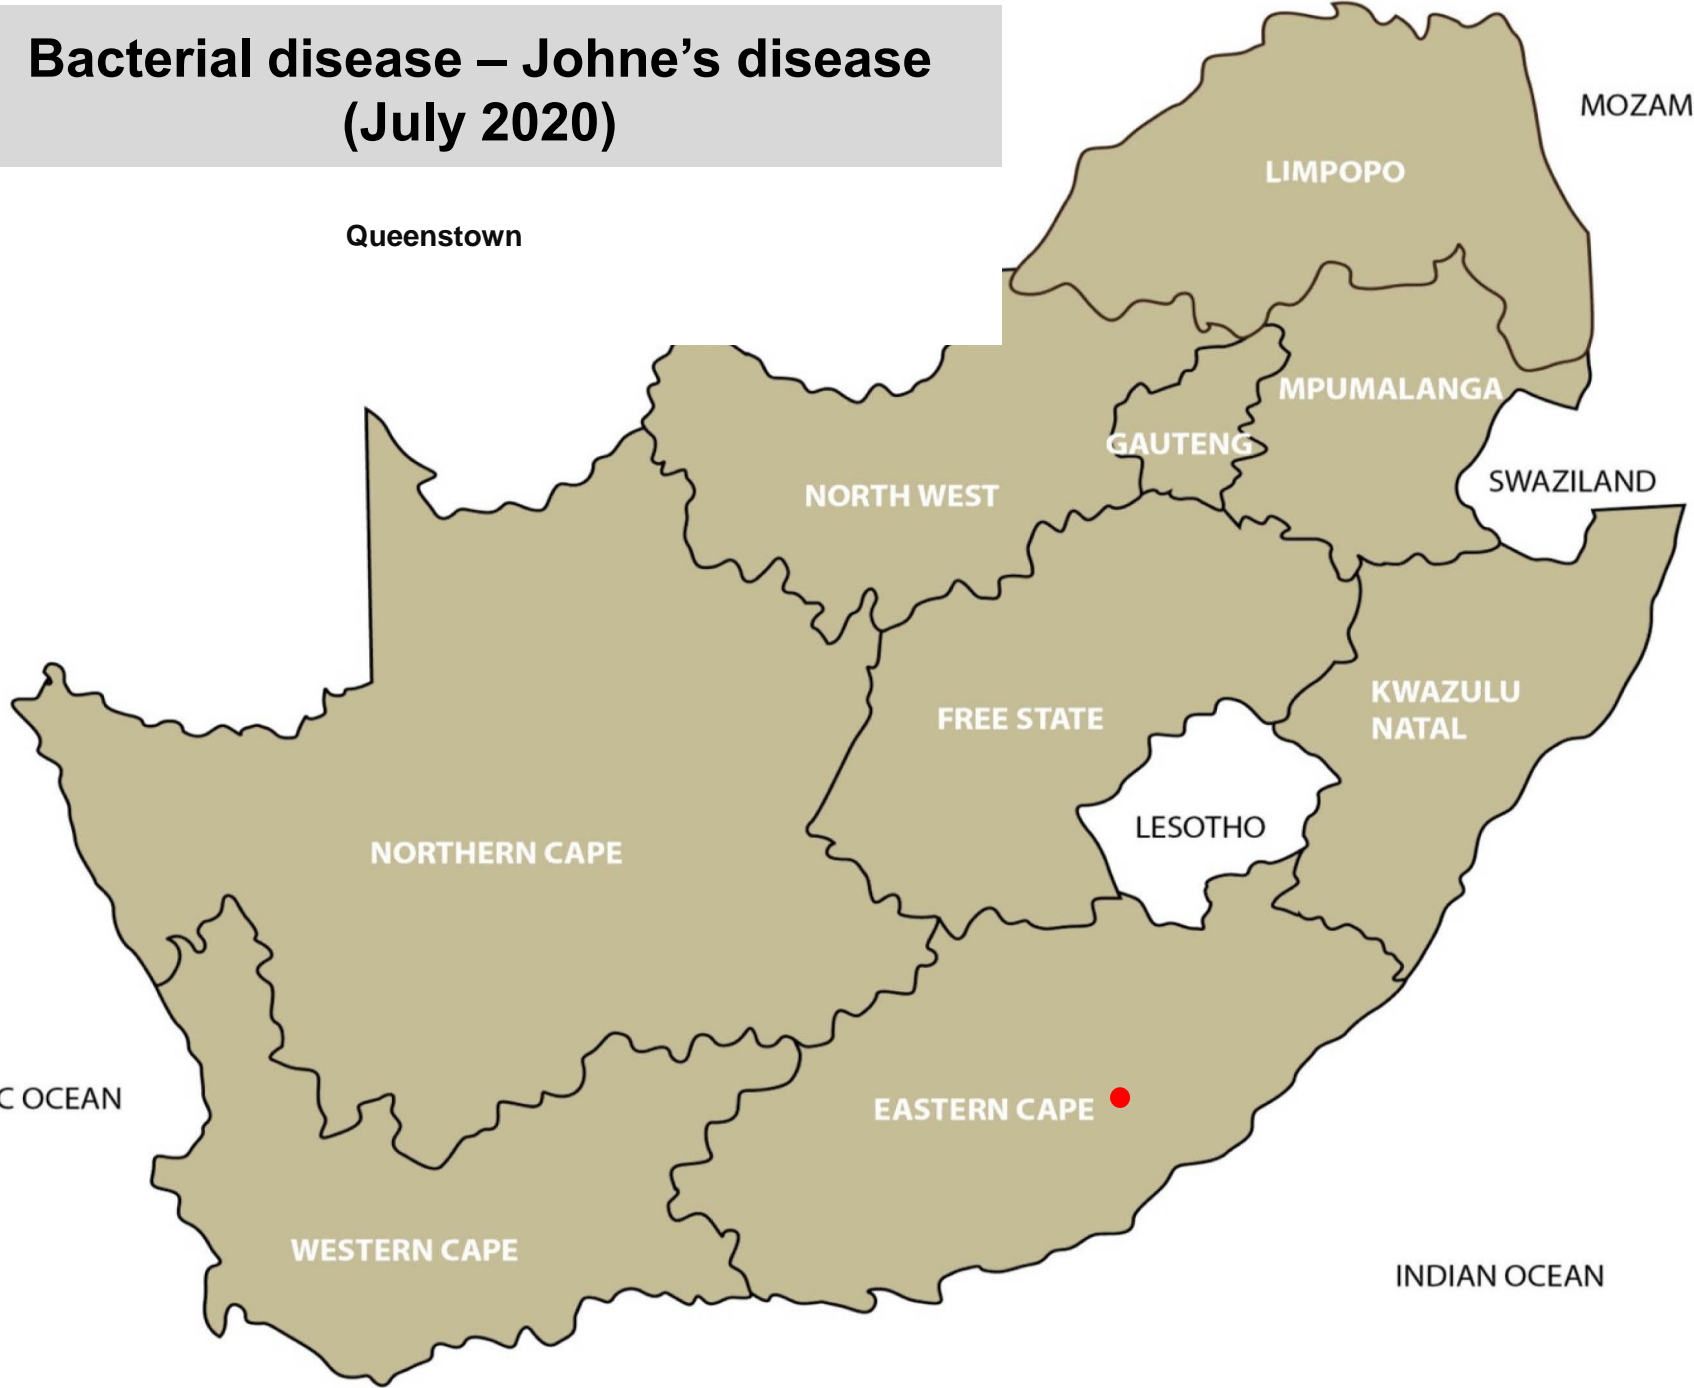 Bacterial disease – Johne’s disease
(July 2020)
MOZAM
LIMPOPO
Queenstown
MPUMALANGA
GAUTENG
SWAZILAND
NORTH WEST
KWAZULU
NATAL
FREE STATE
LESOTHO
NORTHERN CAPE
C OCEAN
EASTERN CAPE
WESTERN CAPE
INDIAN OCEAN